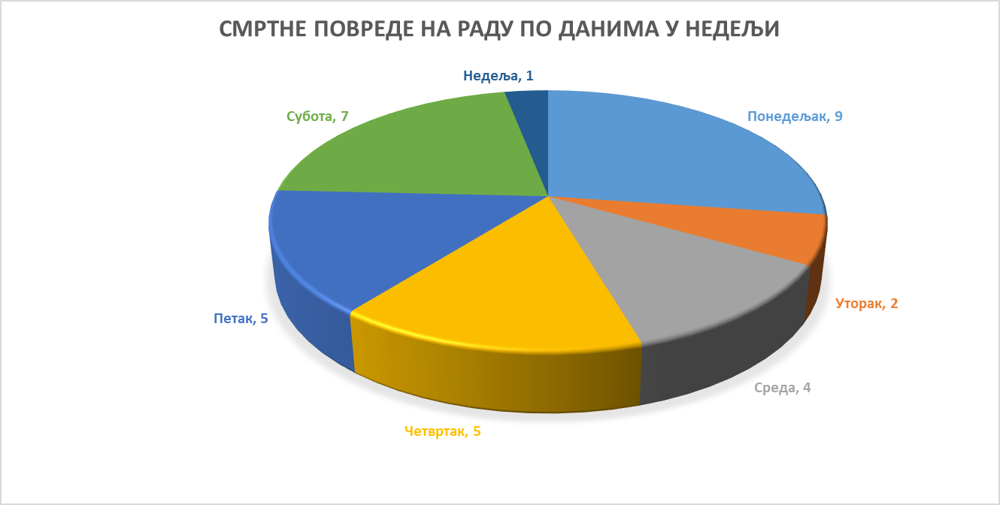 СМРТНЕ ПОВРЕДЕ НА РАДУ ПО ДАНИМА У НЕДЕЉИ
Недеља, 1
Понедељак, 9
Субота, 7
Уторак, 2
Петак, 5
Среда, 4
Четвртак, 5